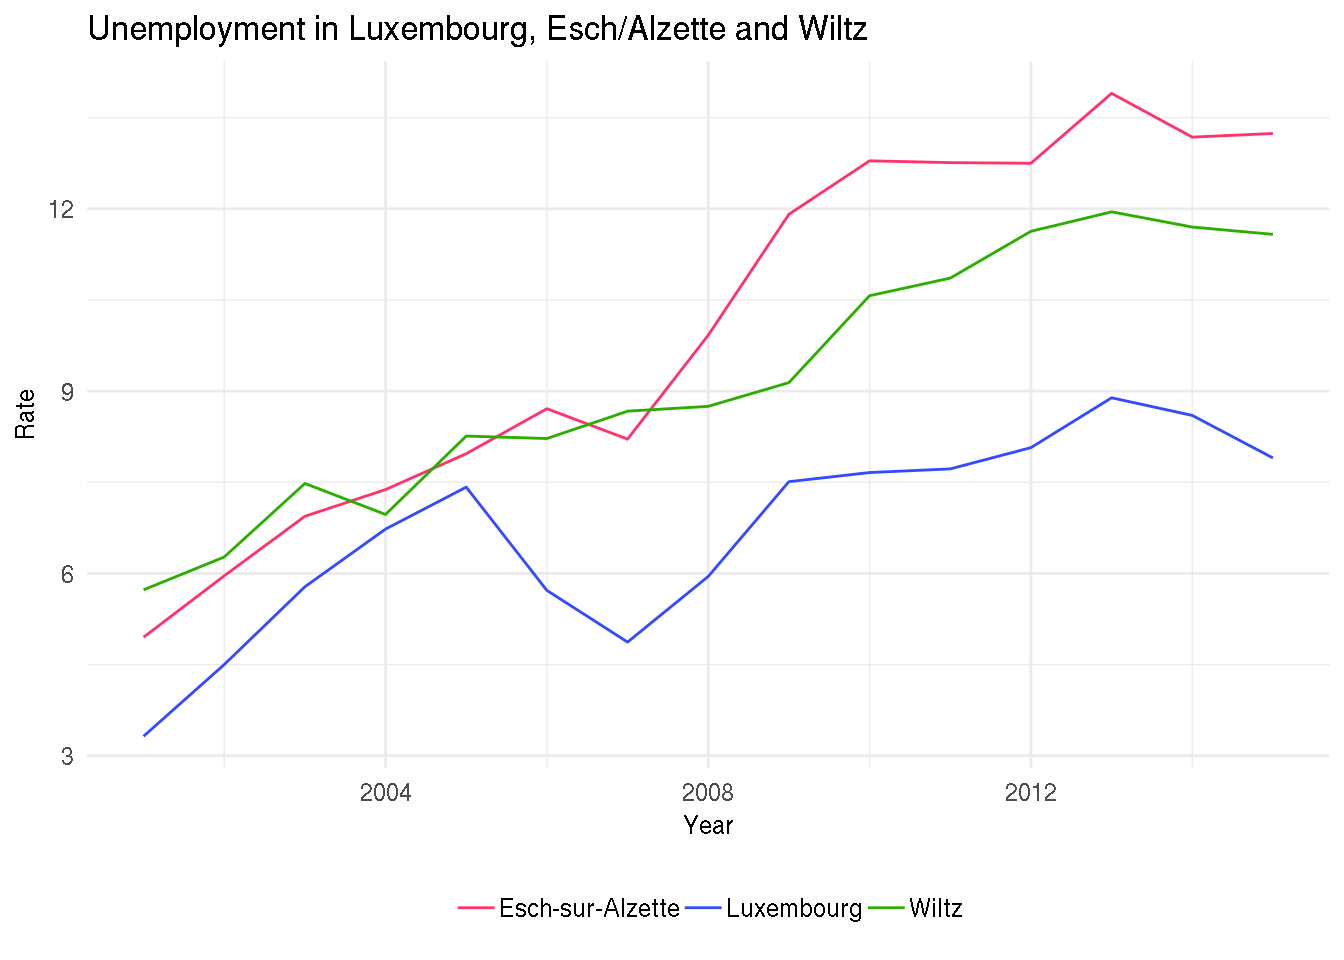 Unemployment in Luxembourg, Esch/Alzette and Wiltz
12
9
6
3
Rate
2004 2008 2012
Year
Esch-sur-Alzette Luxembourg Wiltz